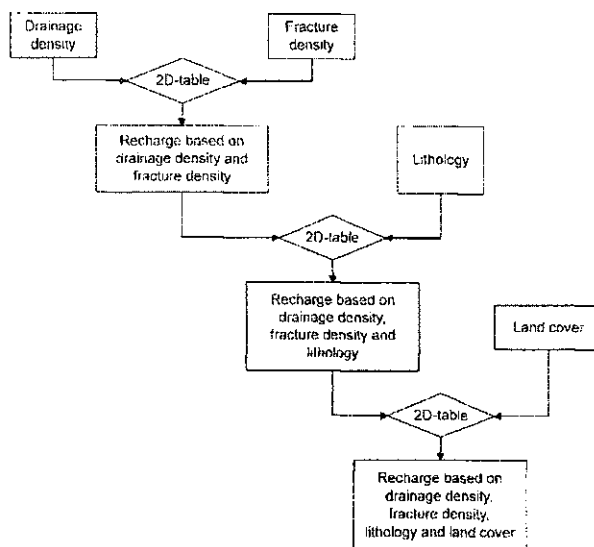 Drainage
density
Fracture
density
2D-table
Recharge based on
drainage density and
fracture density
Lithology
2D-table
Recharge based on
drainage density,
fracture density and
lithology
Land cover
2D-table
Recharge based on
drainage density,
fracture density,
lithology and land cover